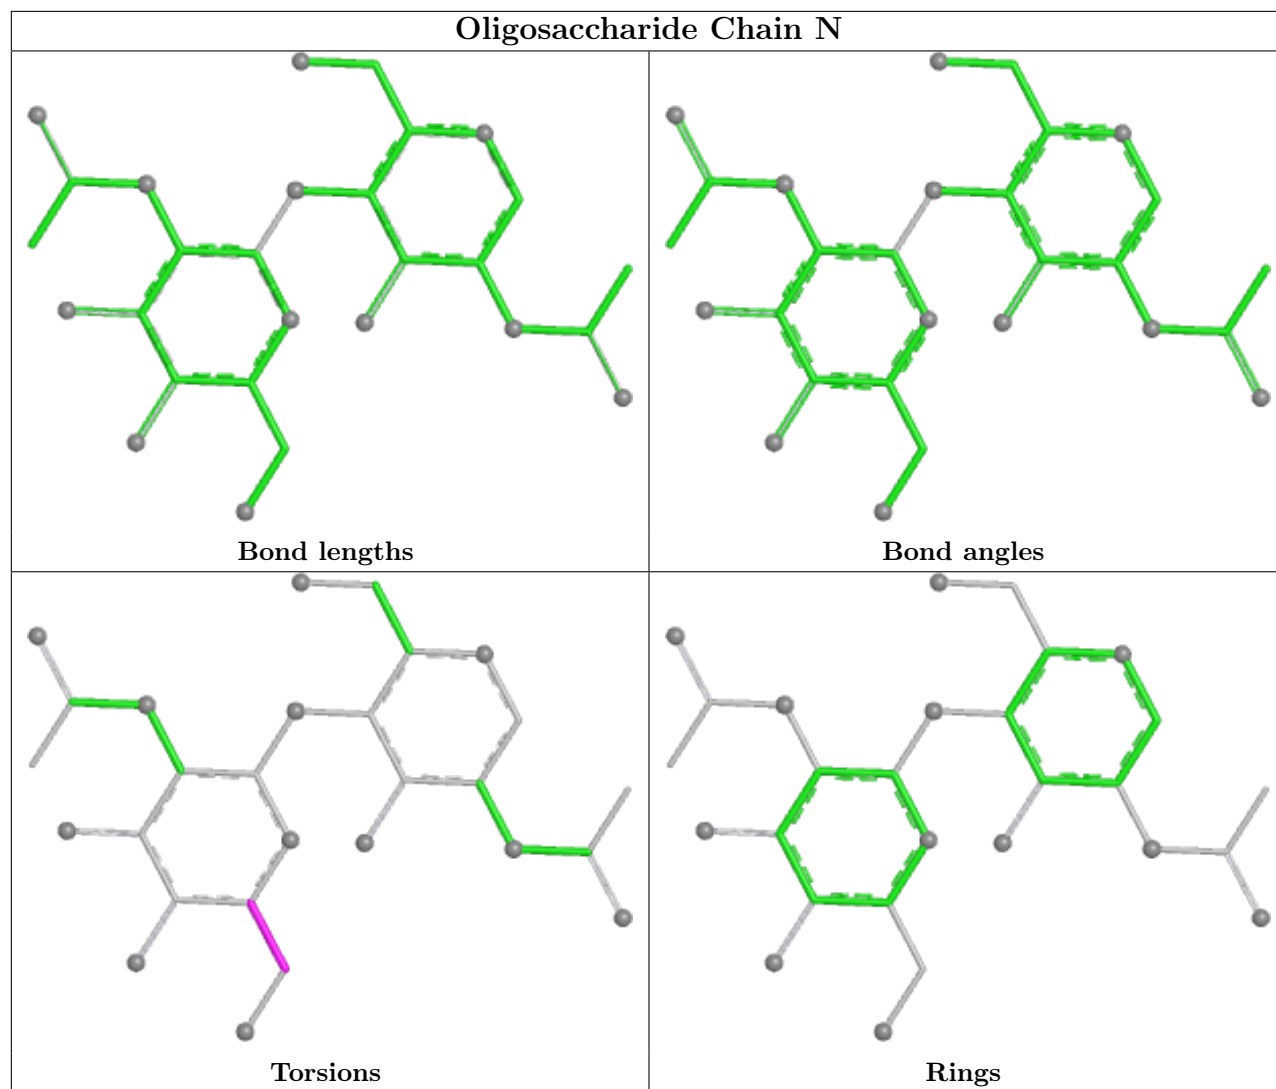 Oligosaccharide Chain N
Bond lengths
Bond angles
Torsions
Rings